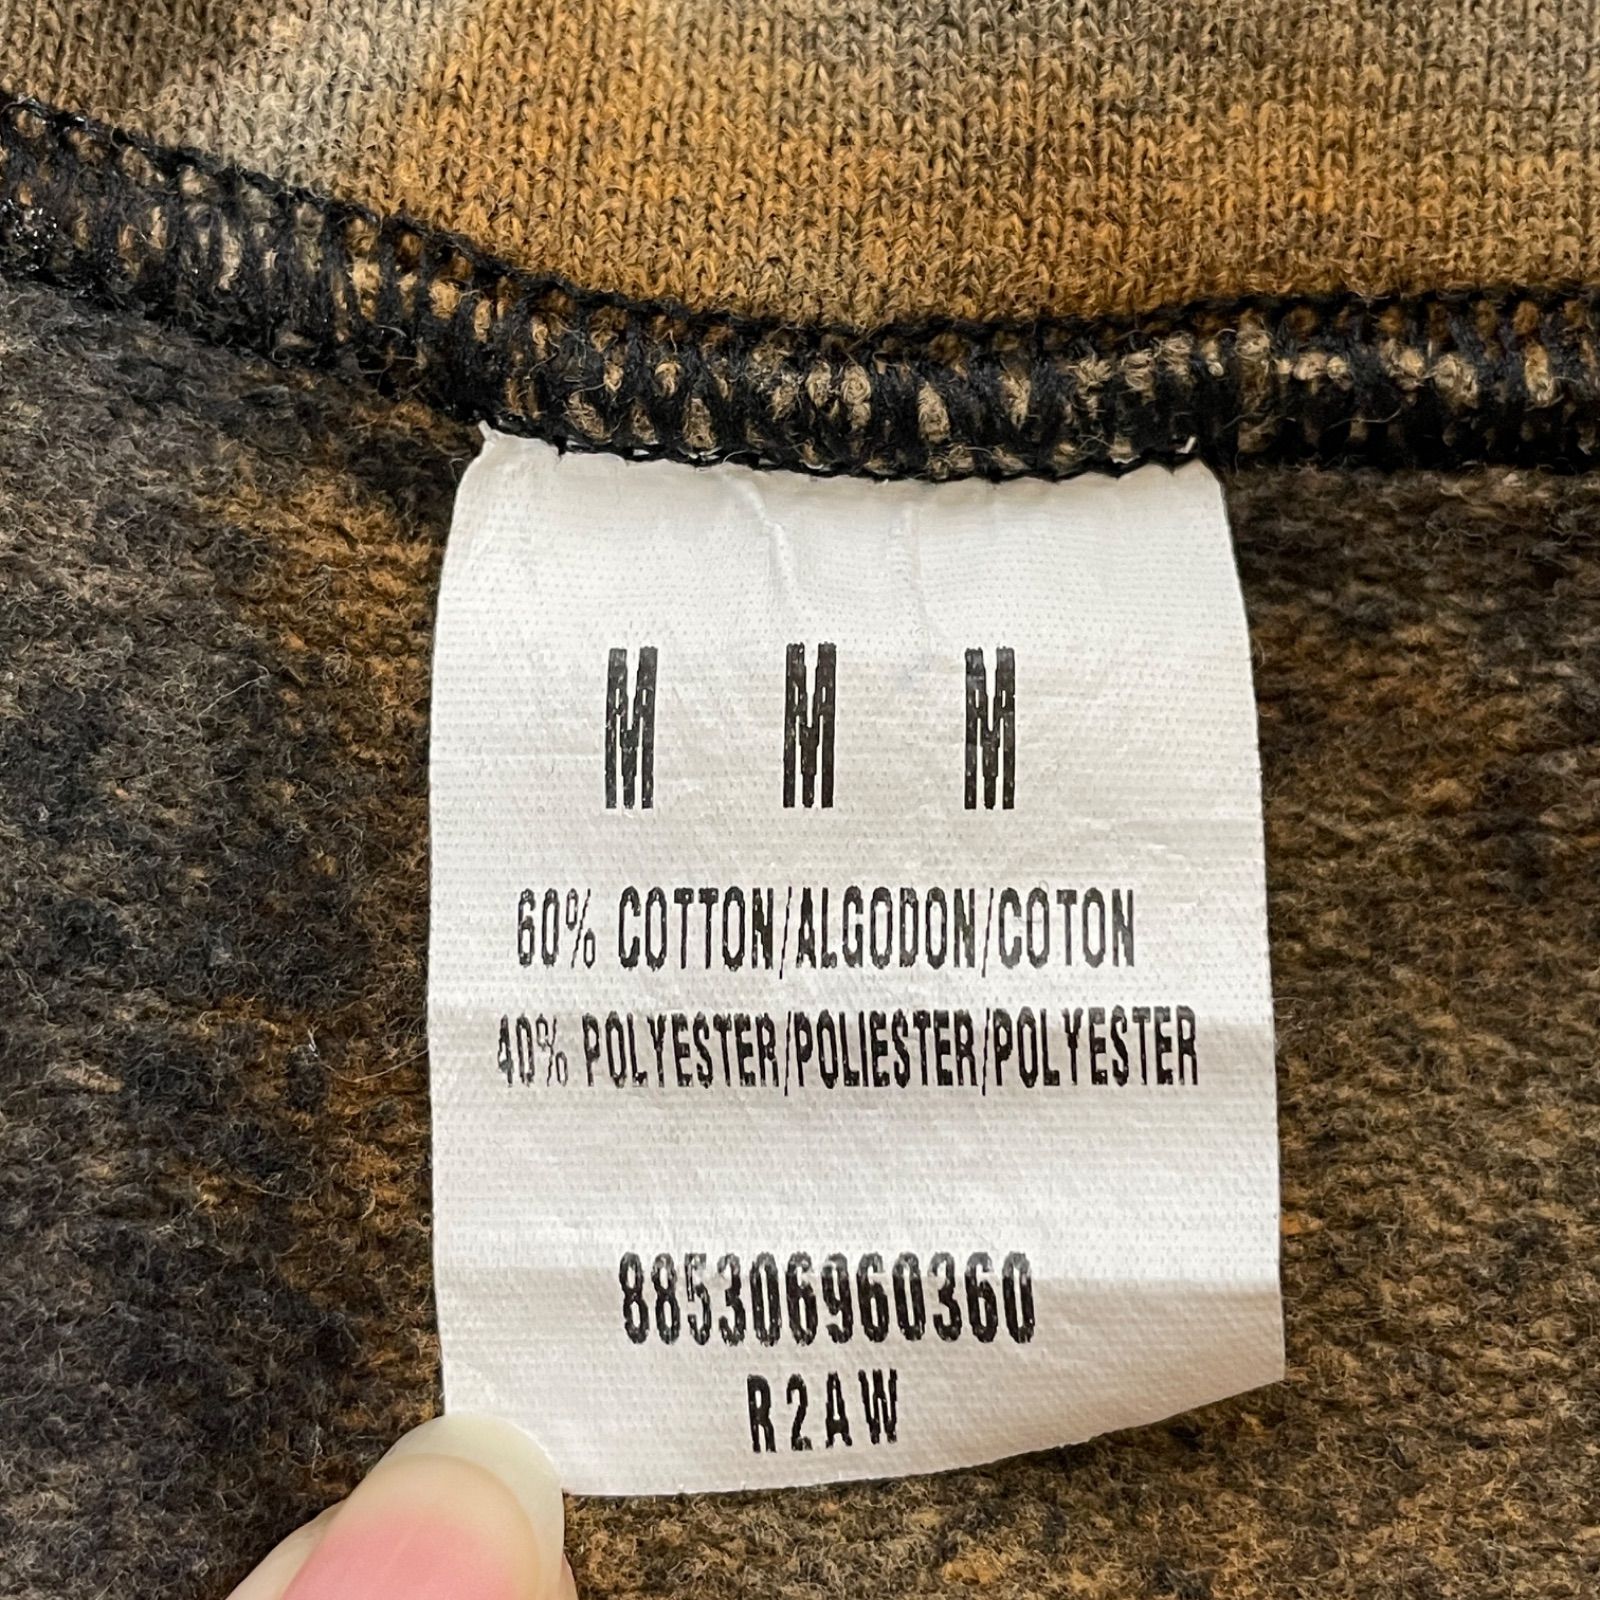 M M M
60% COTTON/ALGODON/COTON
40% POLYESTER/POLIESTER/POLYESTER
885306960360
R2AW